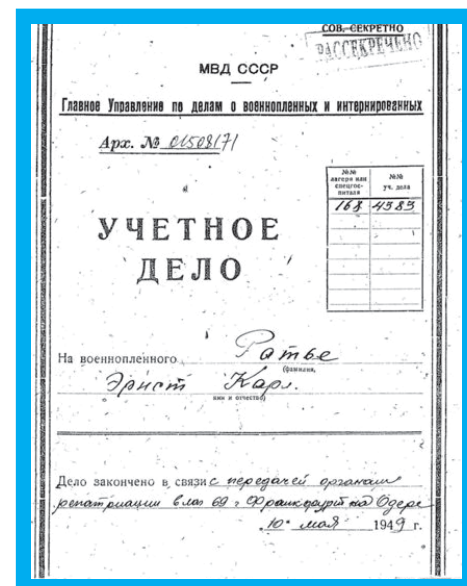 СОВ. СЕКРЕТНО
РАССЕКРЕЧЕНО
МВД СССР
Главное Управление по делам о военнопленных и интернированных
Арх. № 01508171
№№ лагеря или спецгос-
питаля
№№
уч. дела
168 4383
УЧЕТНОЕ
ДЕЛО
На военнопленного Ратье
(фамилия,
Эрнст Карл.
имя и отчество)
Дело закончено в связи с передачей органам
репатриации в лаг 69 г Франкфурт на Одере
"10" мая 1949 г.